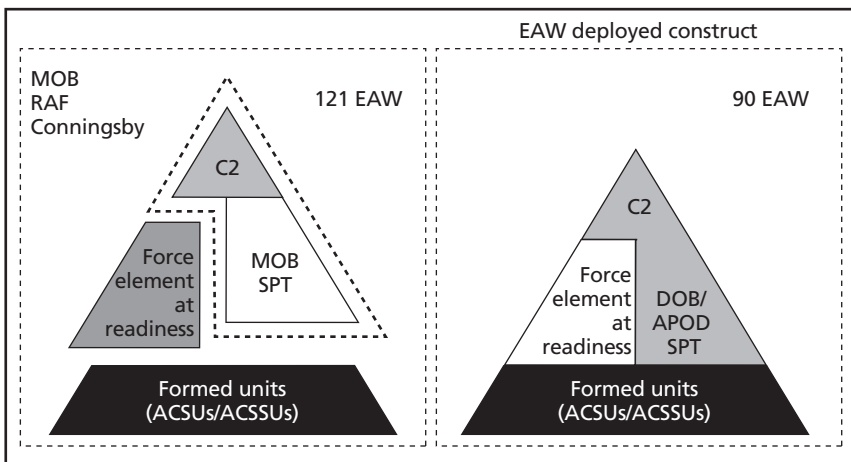 EAW deployed construct
MOB
RAF
Conningsby
121 EAW
C2
Force
element
at
readiness
MOB
SPT
Formed units
(ACSUs/ACSSUs)
90 EAW
C2
Force
element
at
readiness
DOB/
APOD
SPT
Formed units
(ACSUs/ACSSUs)